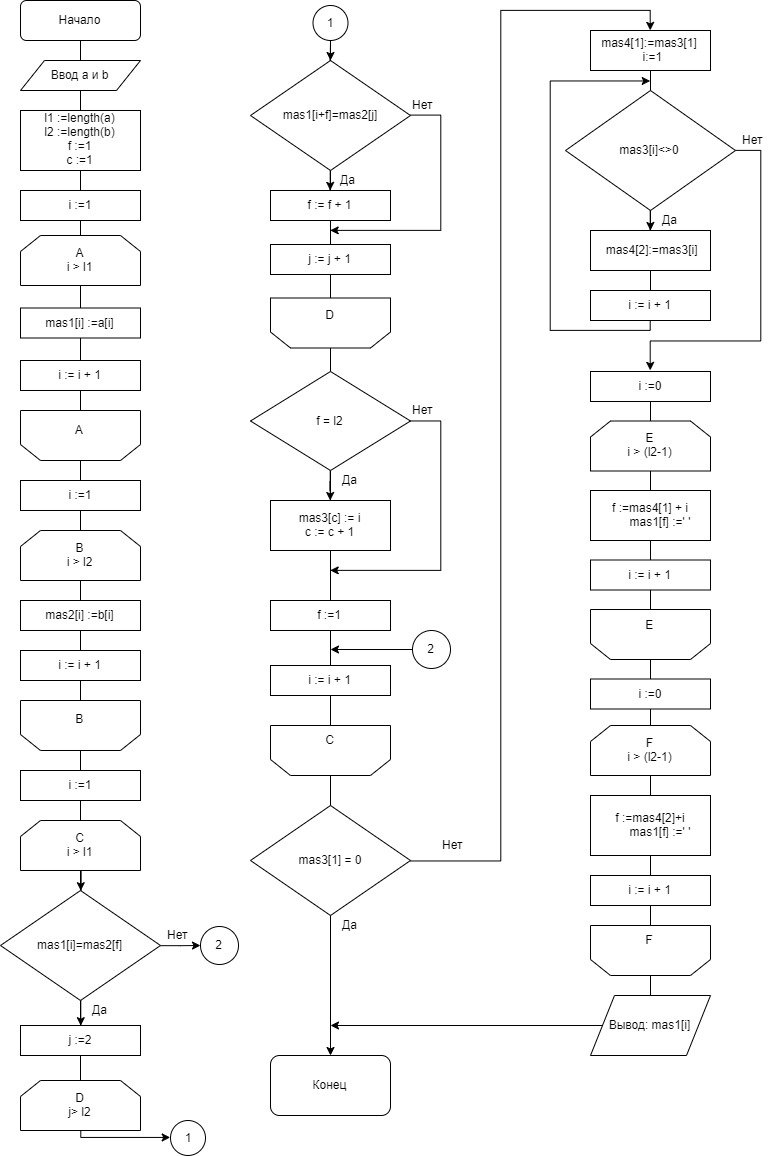 Начало
Ввод a и b
l1 :=length(a)
l2 :=length(b)
f :=1
c :=1
i :=1
A
i > l1
mas1[i] :=a[i]
i := i + 1
A
i :=1
B
i > l2
mas2[i] :=b[i]
i := i + 1
B
i :=1
C
i > l1
mas1[i]=mas2[f]
Нет
2
Да
j :=2
D
j> l2
1
1
mas1[i+f]=mas2[j]
Нет
Да
f := f + 1
j := j + 1
D
f = l2
Нет
Да
mas3[c] := i
c := c + 1
f :=1
2
i := i + 1
C
mas3[1] = 0
Нет
Да
Конец
mas4[1]:=mas3[1]
i:=1
mas3[i]<>0
Нет
Да
mas4[2]:=mas3[i]
i := i + 1
i :=0
E
i > (l2-1)
f :=mas4[1] + i
mas1[f] :=' '
i := i + 1
E
i :=0
F
i > (l2-1)
f :=mas4[2]+i
mas1[f] :=' '
i := i + 1
F
Вывод: mas1[i]